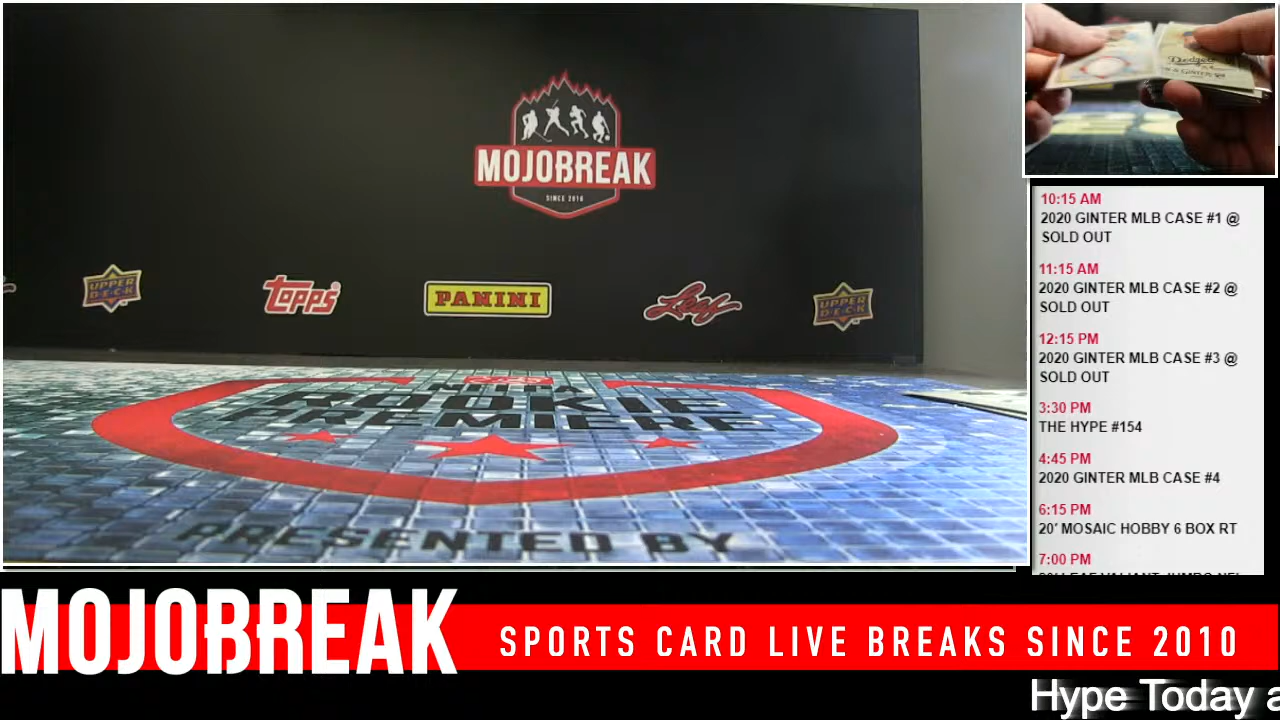 Dodgers
MOJOBREAK
SINCE 2010
UPPER
DECK
topps
PANINI
Leaf
UPPER
DECK
ROOKIE
PREMIERE
PRESENTED BY
10:15 AM
2020 GINTER MLB CASE #1 @
SOLD OUT
11:15 AM
2020 GINTER MLB CASE #2 @
SOLD OUT
12:15 PM
2020 GINTER MLB CASE #3 @
SOLD OUT
3:30 PM
THE HYPE #154
4:45 PM
2020 GINTER MLB CASE #4
6:15 PM
20' MOSAIC HOBBY 6 BOX RT
7:00 PM
MOJOBREAK
SPORTS CARD LIVE BREAKS SINCE 2010
Hype Today a